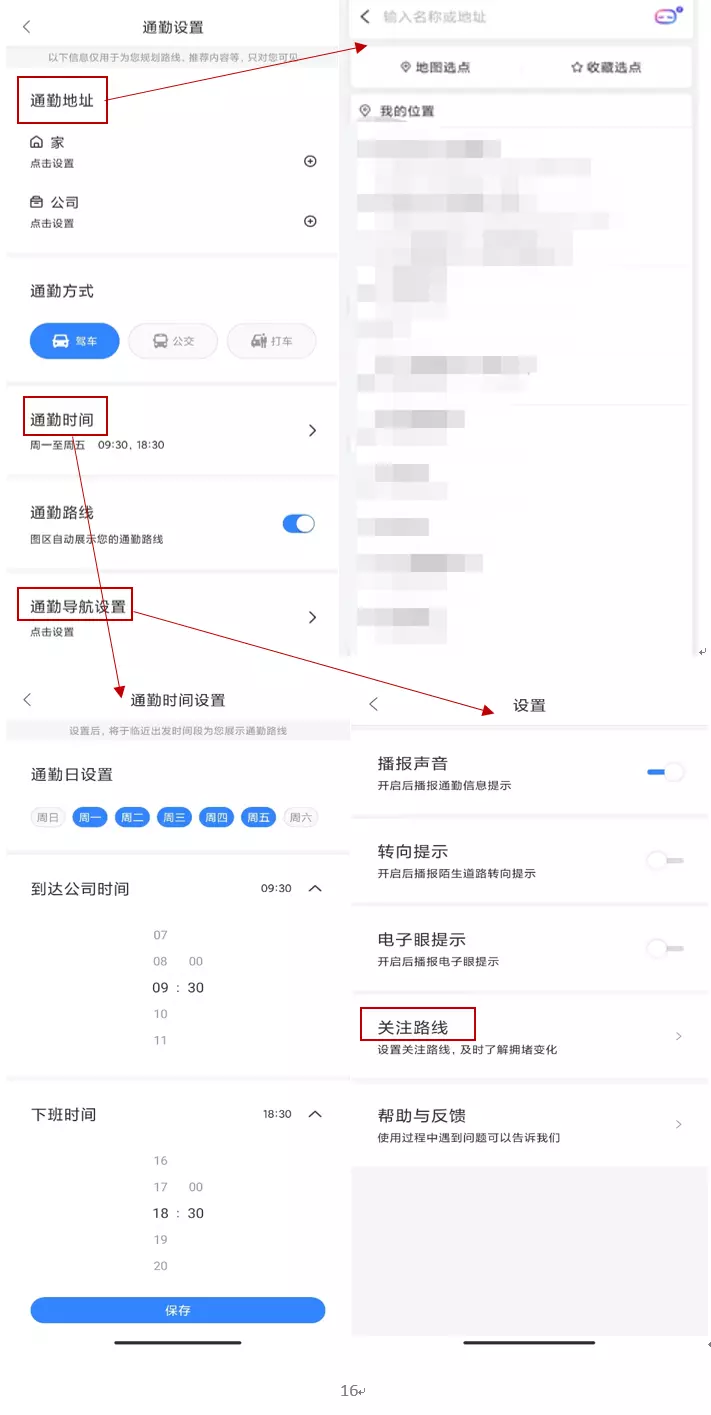 通勤设置
以下信息仅用于为您规划路线、推荐内容等，只对您可见
通勤地址
家
点击设置
公司
点击设置
通勤方式
驾车
公交
打车
通勤时间
周一至周五 09:30, 18:30
通勤路线
图区自动展示您的通勤路线
通勤导航设置
点击设置
输入名称或地址
地图选点
收藏选点
我的位置
通勤时间设置
设置后，将于临近出发时间段为您展示通勤路线
通勤日设置
周日 周一 周二 周三 周四 周五 周六
到达公司时间 09:30
07
08 00
09 : 30
10
11
下班时间 18:30
16
17 00
18 : 30
19
20
保存
设置
播报声音
开启后播报通勤信息提示
转向提示
开启后播报陌生道路转向提示
电子眼提示
开启后播报电子眼提示
关注路线
设置关注路线，及时了解拥堵变化
帮助与反馈
使用过程中遇到问题可以告诉我们
16